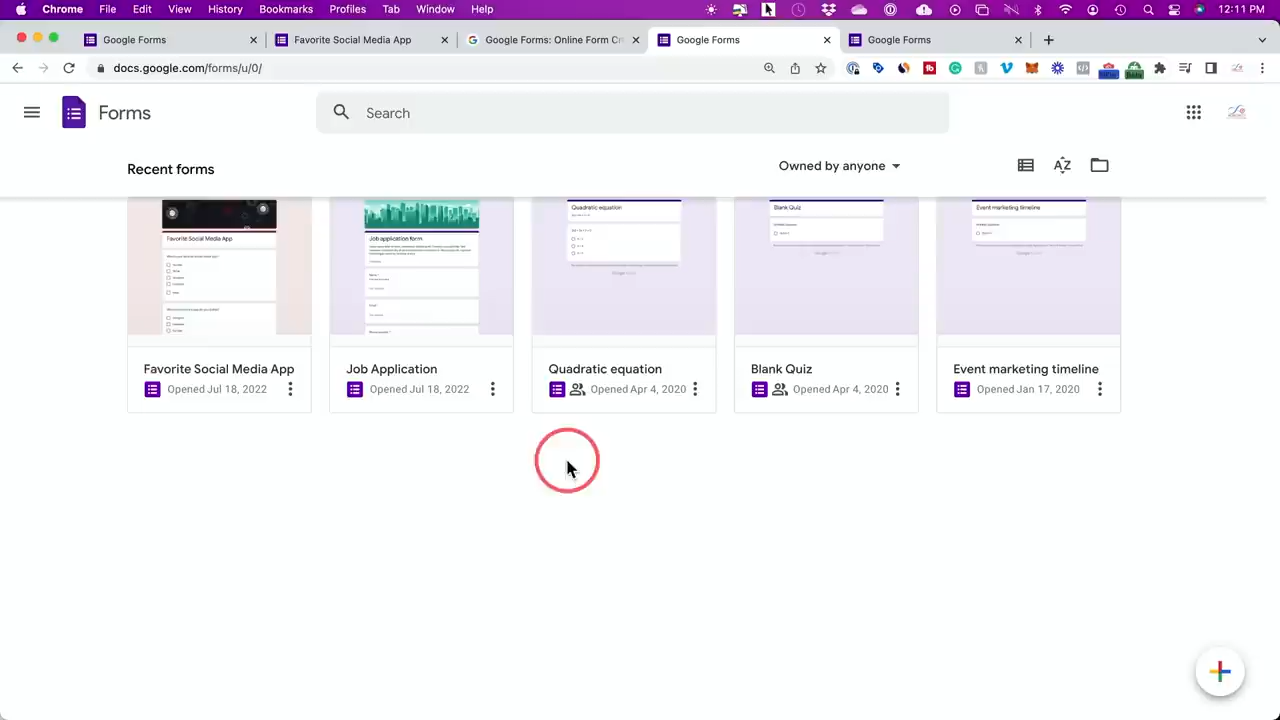 Chrome File Edit View History Bookmarks Profiles Tab Window Help 12:11 PM
Google Forms Favorite Social Media App Google Forms: Online Form Cr Google Forms Google Forms
docs.google.com/forms/u/0/
Forms Search
Recent forms Owned by anyone AZ
Favorite Social Media App Job application form Quadratic equation Blank Quiz Event marketing timeline
Favorite Social Media App Job Application Quadratic equation Blank Quiz Event marketing timeline
Opened Jul 18, 2022 Opened Jul 18, 2022 Opened Apr 4, 2020 Opened Apr 4, 2020 Opened Jan 17, 2020